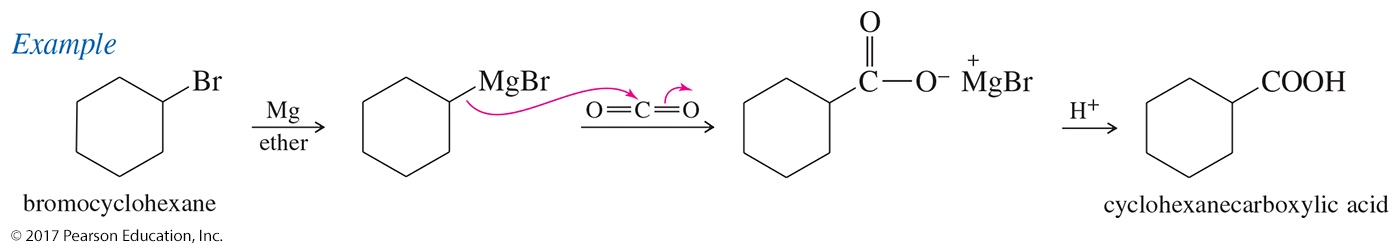 Example
Br
Mg
ether
MgBr
O=C=O
O
C—O⁻ ⁺MgBr
H⁺
COOH
bromocyclohexane
cyclohexanecarboxylic acid
© 2017 Pearson Education, Inc.